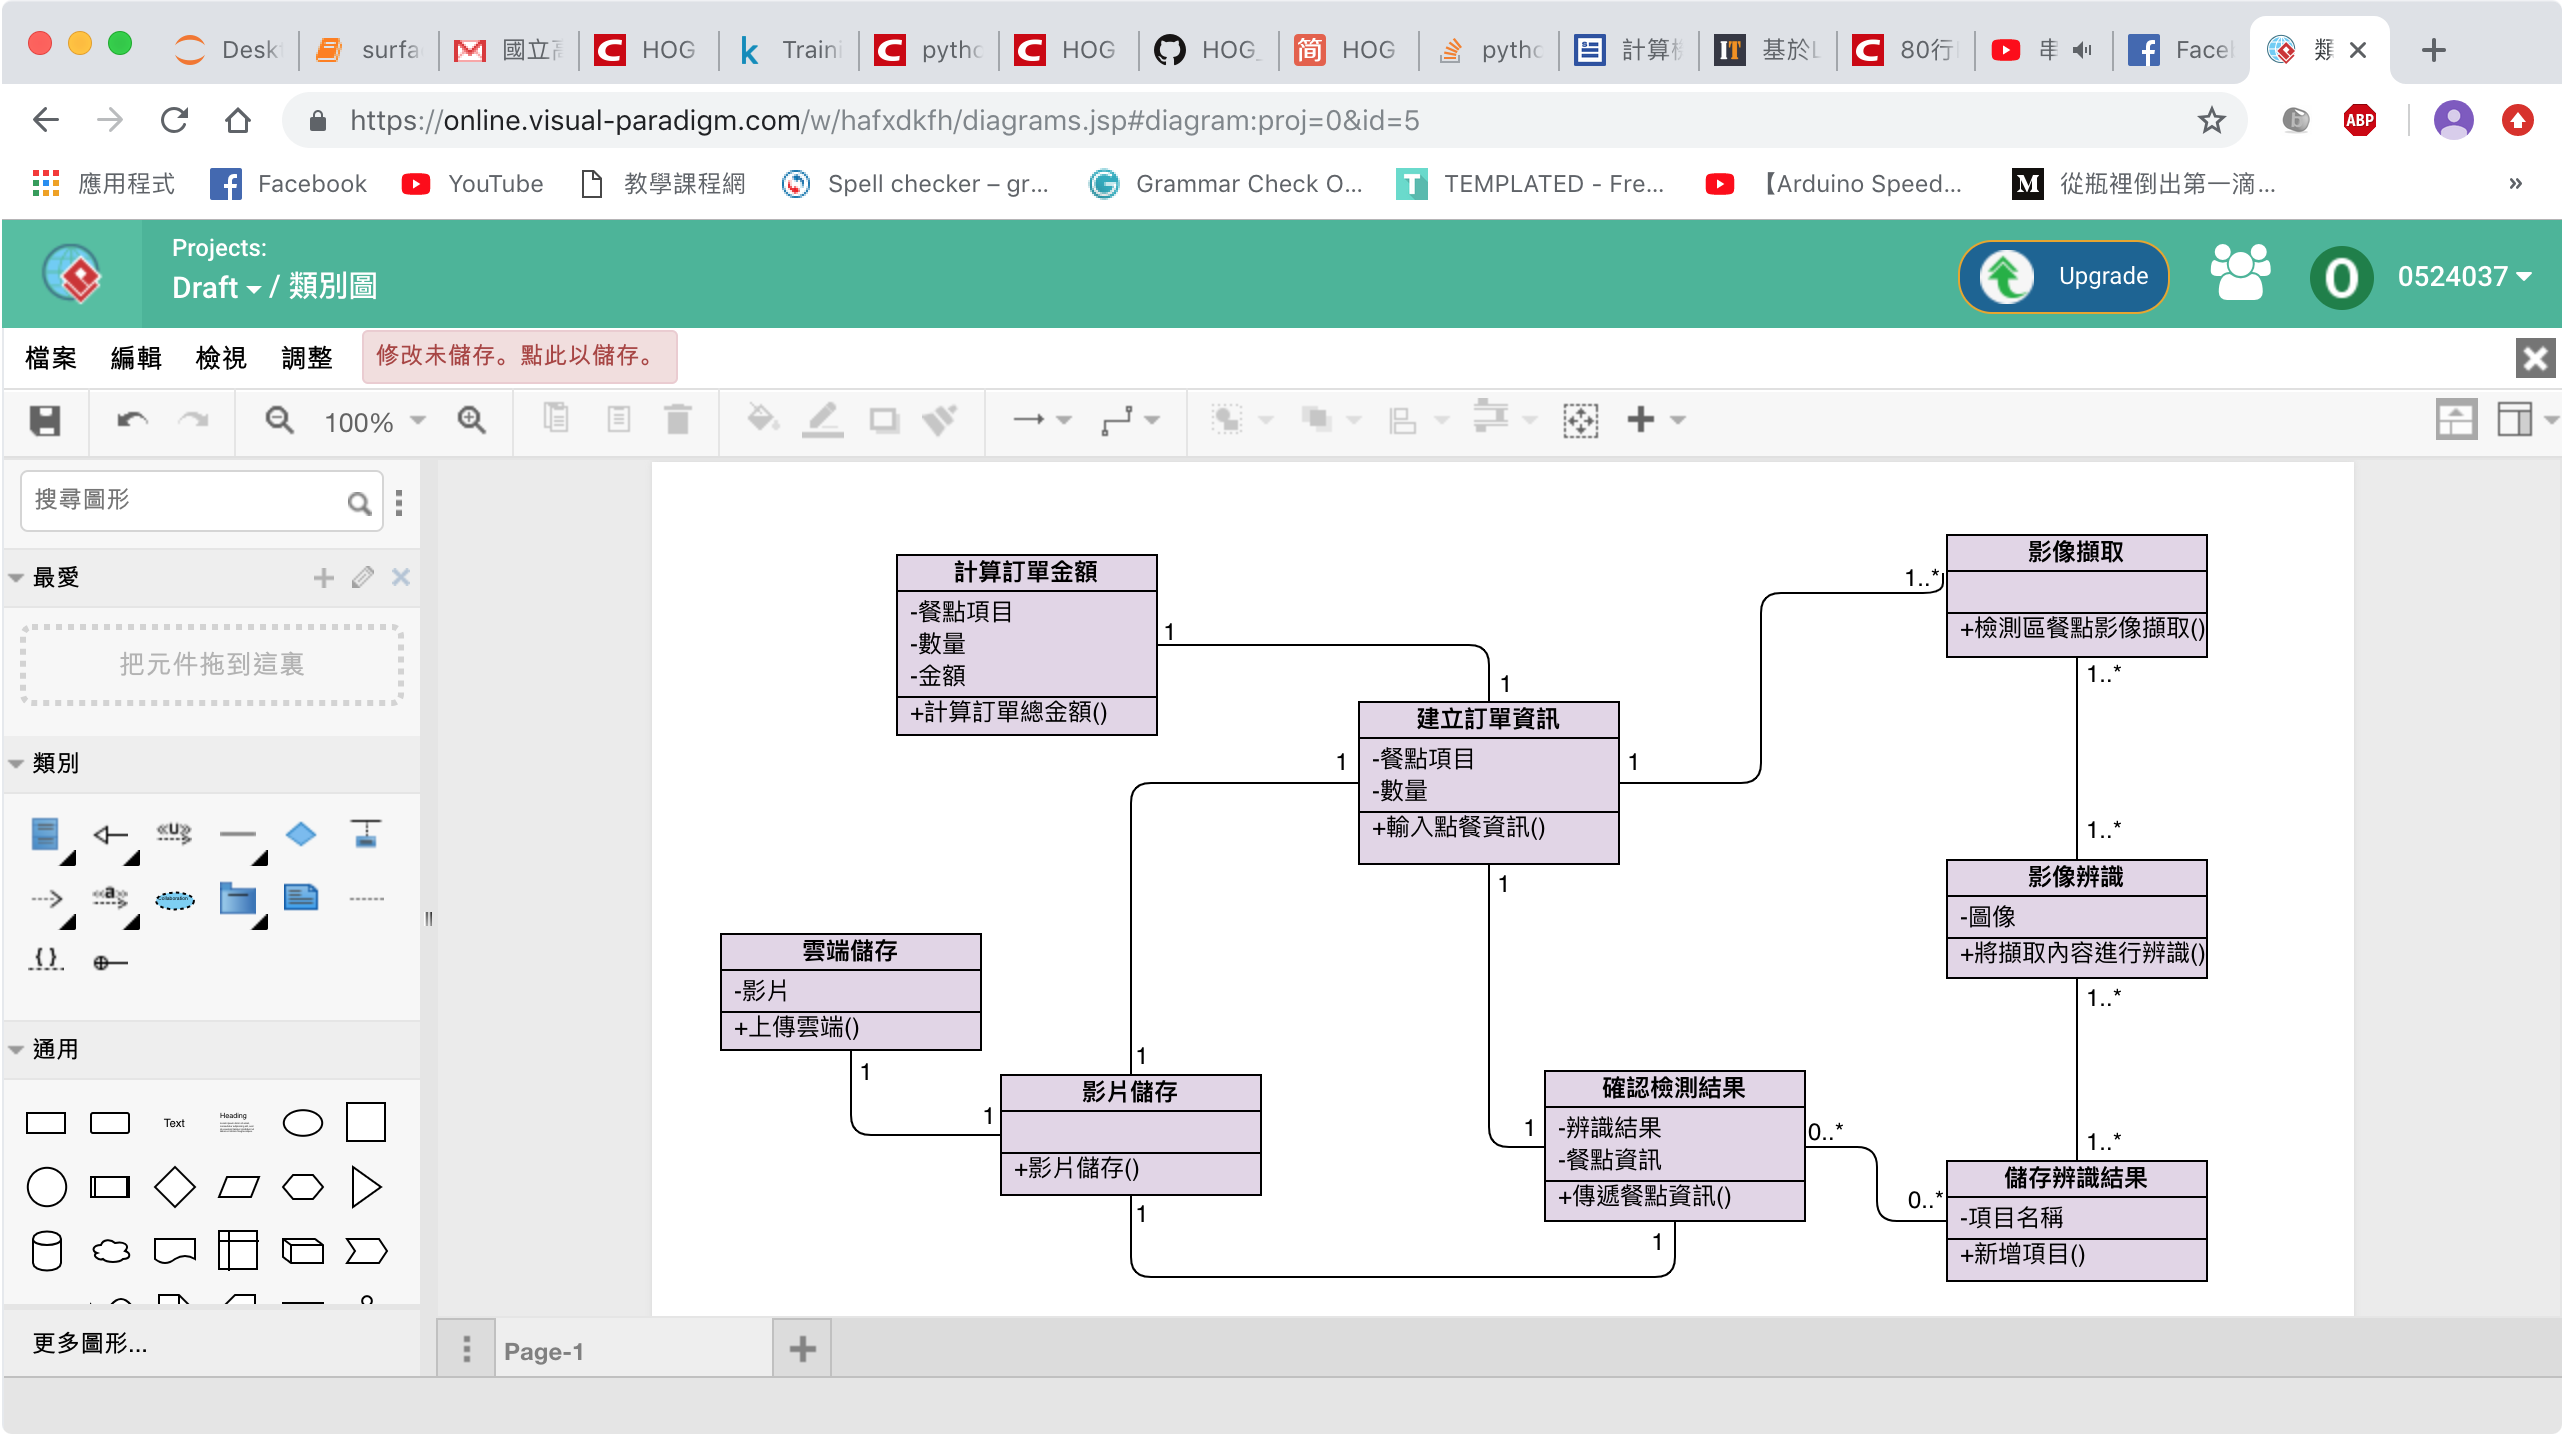 Deskt
surfa
國立高
HOG
Traini
pytho
HOG
HOG_
HOG
pytho
計算機
基於L
80行
串
Faceb
類
https://online.visual-paradigm.com/w/hafxdkfh/diagrams.jsp#diagram:proj=0&id=5
ABP
應用程式
Facebook
YouTube
教學課程網
Spell checker – gr...
Grammar Check O...
TEMPLATED - Fre...
【Arduino Speed...
從瓶裡倒出第一滴...
»
Projects:
Draft / 類別圖
Upgrade
0
0524037
檔案
編輯
檢視
調整
修改未儲存。點此以儲存。
100%
搜尋圖形
最愛
把元件拖到這裏
類別
通用
Text
Heading
更多圖形...
計算訂單金額
-餐點項目
-數量
-金額
+計算訂單總金額()
1
1
建立訂單資訊
-餐點項目
-數量
+輸入點餐資訊()
1
1
1
影像擷取
+檢測區餐點影像擷取()
1..*
1..*
1..*
影像辨識
-圖像
+將擷取內容進行辨識()
1..*
1..*
雲端儲存
-影片
+上傳雲端()
1
1
1
影片儲存
+影片儲存()
1
確認檢測結果
-辨識結果
-餐點資訊
+傳遞餐點資訊()
1
1
0..*
0..*
儲存辨識結果
-項目名稱
+新增項目()
Page-1